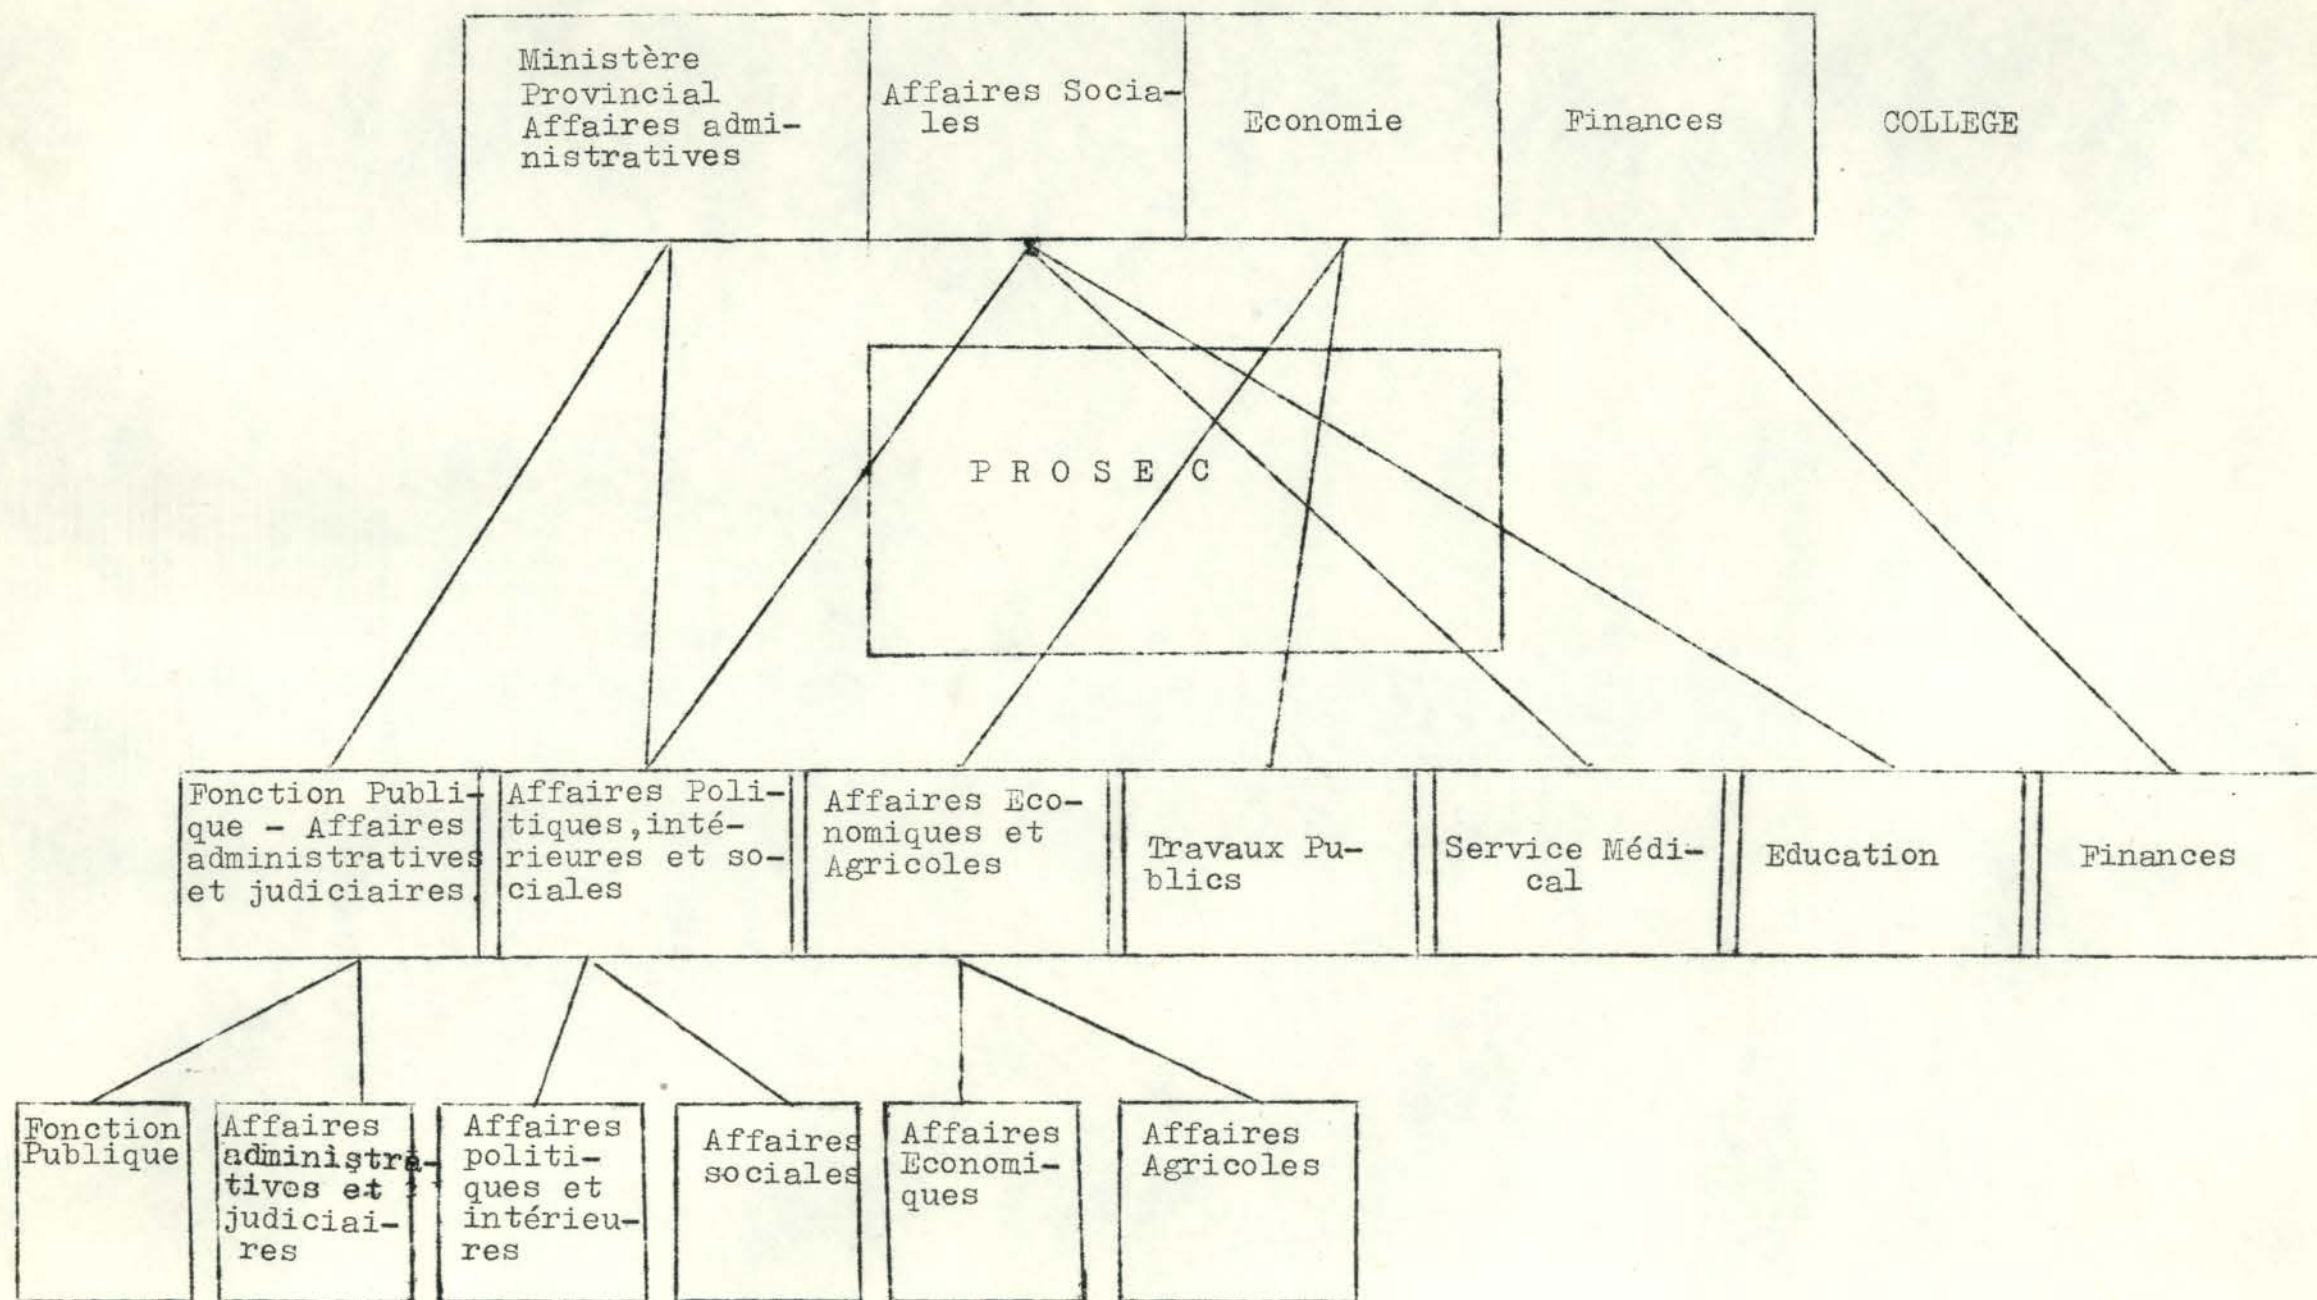 Ministère
Provincial
Affaires admi-
nistratives
Affaires Socia-
les
Economie
Finances
COLLEGE
P R O S E C
Fonction Publi-
que - Affaires
administratives
et judiciaires.
Affaires Poli-
tiques,inté-
rieures et so-
ciales
Affaires Eco-
nomiques et
Agricoles
Travaux Pu-
blics
Service Médi-
cal
Education
Finances
Fonction
Publique
Affaires
administra-
tives et
judiciai-
res
Affaires
politi-
ques et
intérieu-
res
Affaires
sociales
Affaires
Economi-
ques
Affaires
Agricoles